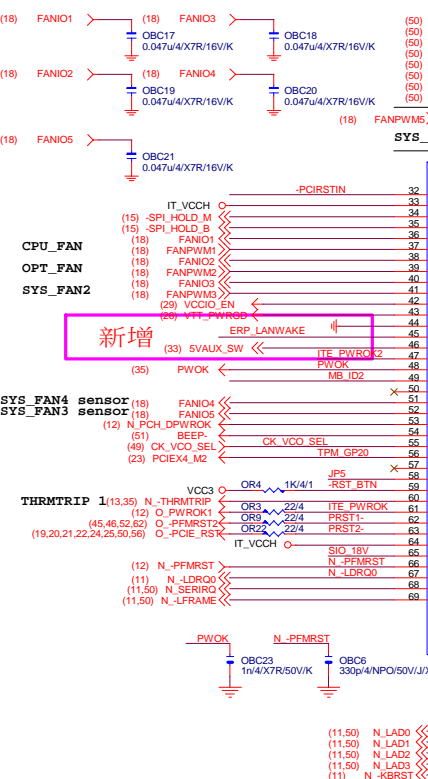 (18) FANIO1
OBC17
0.047u/4/X7R/16V/K
(18) FANIO3
OBC18
0.047u/4/X7R/16V/K
(18) FANIO2
OBC19
0.047u/4/X7R/16V/K
(18) FANIO4
OBC20
0.047u/4/X7R/16V/K
(18) FANIO5
OBC21
0.047u/4/X7R/16V/K
(50)
(50)
(50)
(50)
(50)
(50)
(50)
(18) FANPWM5
SYS_
-PCIRSTIN 32
IT_VCCH 33
(15) -SPI_HOLD_M 34
(15) -SPI_HOLD_B 35
CPU_FAN (18) FANIO1 36
(18) FANPWM1 37
OPT_FAN (18) FANIO2 38
(18) FANPWM2 39
SYS_FAN2 (18) FANIO3 40
(18) FANPWM3 41
(29) VCCIO_EN 42
(28) VTT_PWRGD 43
44
新增 ERP_LANWAKE 45
(33) 5VAUX_SW 46
ITE_PWROK2 47
(35) PWOK PWOK 48
MB_ID2 49
50
SYS_FAN4 sensor (18) FANIO4 51
SYS_FAN3 sensor (18) FANIO5 52
(12) N_PCH_DPWROK 53
(51) BEEP- 54
(49) CK_VCO_SEL CK_VCO_SEL 55
(23) PCIEX4_M2 TPM_GP20 56
57
JP5 58
VCC3 OR4 1K/4/1 -RST_BTN 59
THRMTRIP 1 (13,35) N_-THRMTRIP 60
(12) O_PWROK1 OR3 22/4 ITE_PWROK 61
(45,46,52,62) O_-PFMRST2 OR9 22/4 PRST1- 62
(19,20,21,22,24,25,50,56) O_-PCIE_RST OR22 22/4 PRST2- 63
IT_VCCH 64
SIO_18V 65
(12) N_-PFMRST N_-PFMRST 66
(11) N_-LDRQ0 N_-LDRQ0 67
(11,50) N_SERIRQ 68
(11,50) N_-LFRAME 69
PWOK
OBC23
1n/4/X7R/50V/K
N_-PFMRST
OBC6
330p/4/NPO/50V/J/X
(11,50) N_LAD0
(11,50) N_LAD1
(11,50) N_LAD2
(11,50) N_LAD3
(11) N_-KBRST